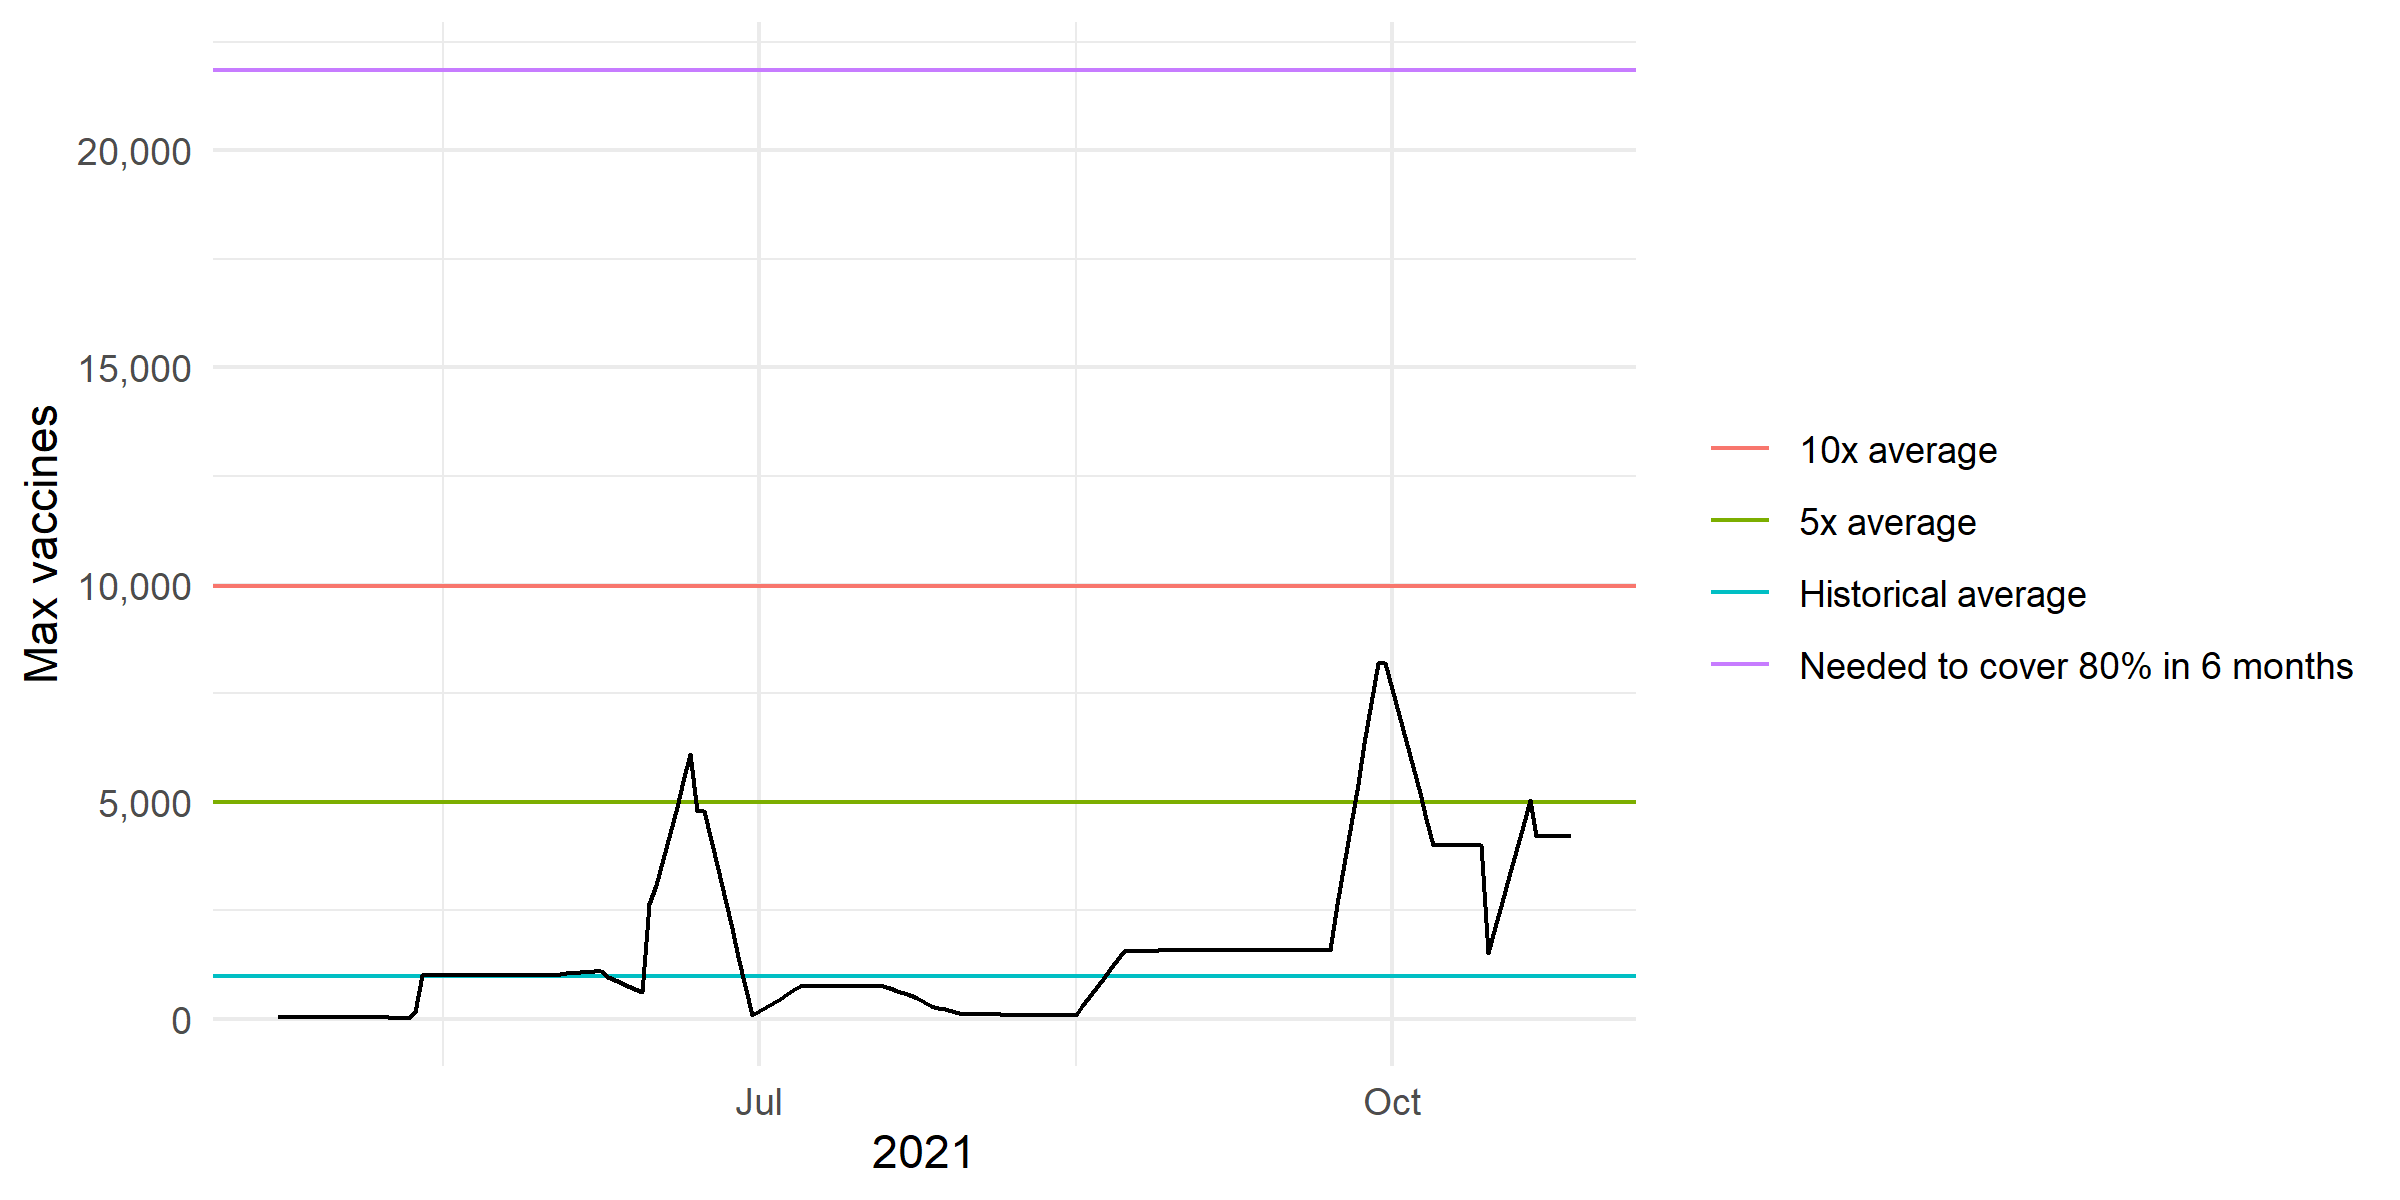 Max vaccines
20,000
15,000
10,000
5,000
0
Jul
Oct
2021
10x average
5x average
Historical average
Needed to cover 80% in 6 months